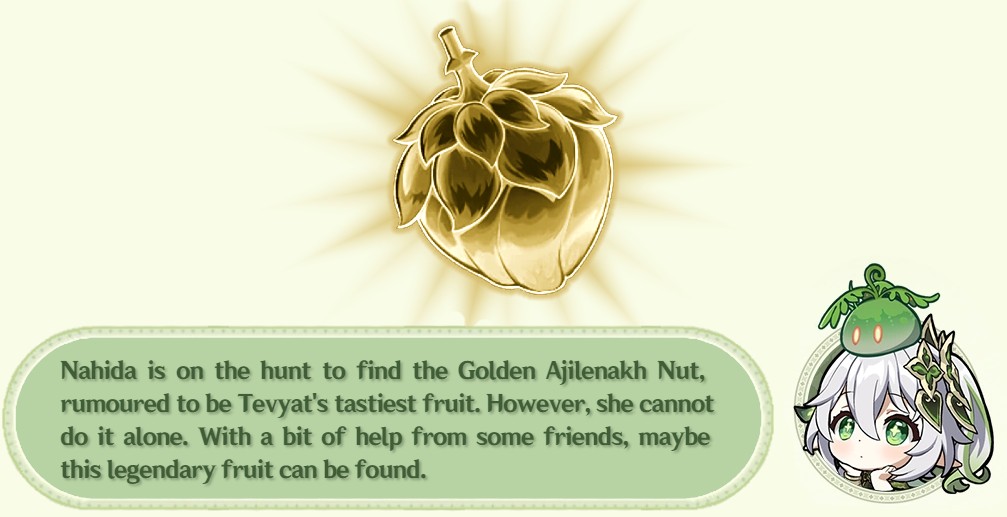 Nahida is on the hunt to find the Golden Ajilenakh Nut,
rumoured to be Tevyat's tastiest fruit. However, she cannot
do it alone. With a bit of help from some friends, maybe
this legendary fruit can be found.